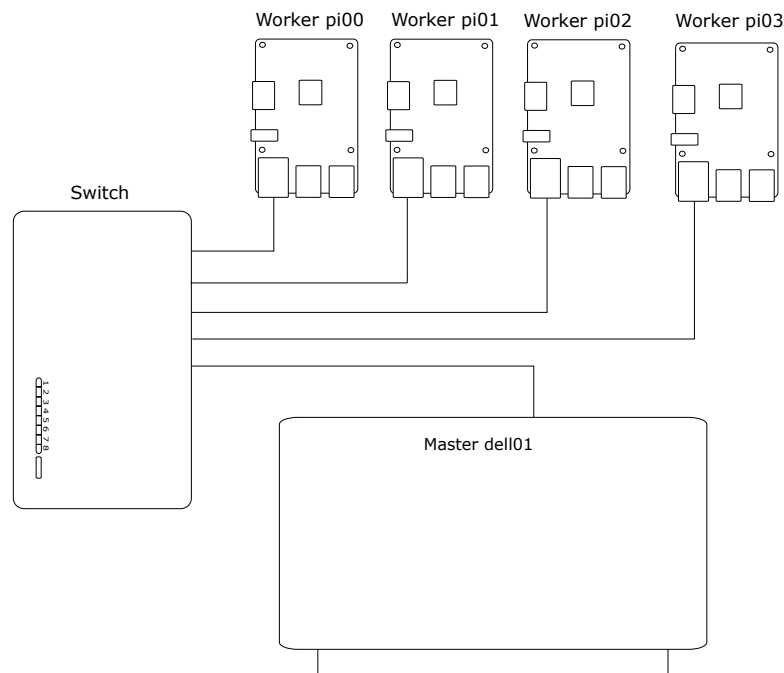 Worker pi00
Worker pi01
Worker pi02
Worker pi03
Switch
1 2 3 4 5 6 7 8
Master dell01